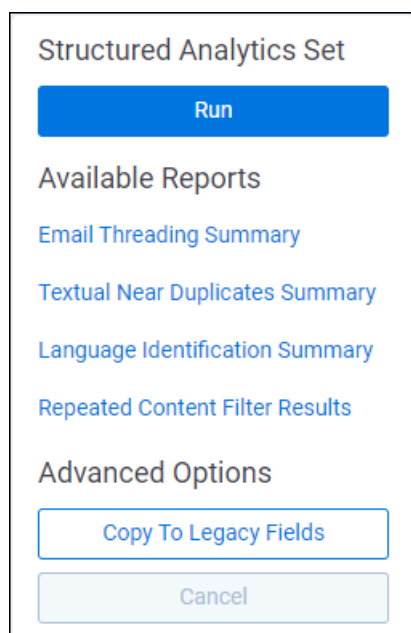 Structured Analytics Set
Run
Available Reports
Email Threading Summary
Textual Near Duplicates Summary
Language Identification Summary
Repeated Content Filter Results
Advanced Options
Copy To Legacy Fields
Cancel